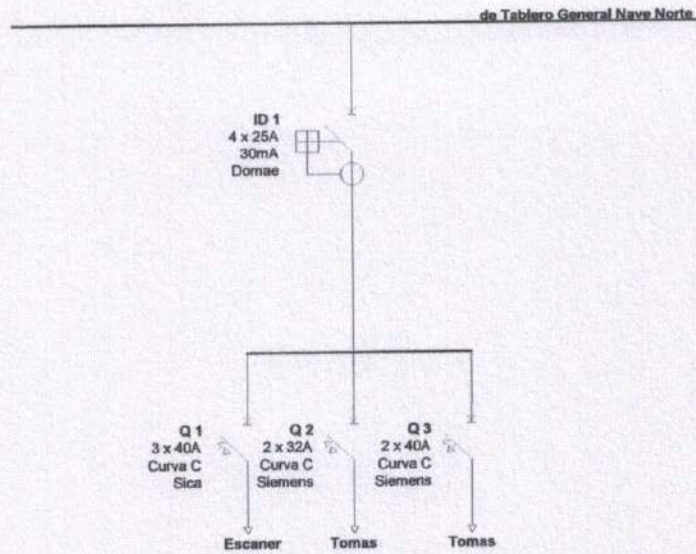 de Tablero General Nave Norte
ID 1
4 x 25A
30mA
Domae
Q 1
3 x 40A
Curva C
Sica
Q 2
2 x 32A
Curva C
Siemens
Q 3
2 x 40A
Curva C
Siemens
Escaner
Tomas
Tomas